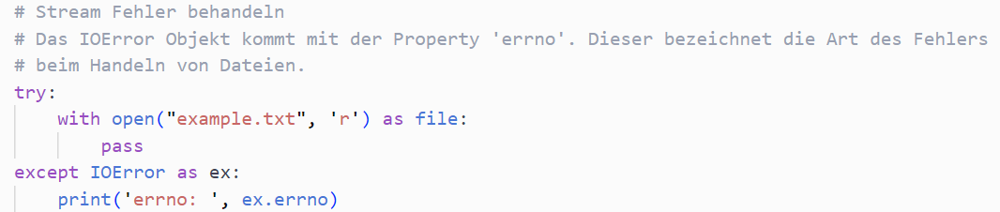 # Stream Fehler behandeln
# Das IOError Objekt kommt mit der Property 'errno'. Dieser bezeichnet die Art des Fehlers
# beim Handeln von Dateien.
try:
    with open("example.txt", 'r') as file:
        pass
except IOError as ex:
    print('errno: ', ex.errno)